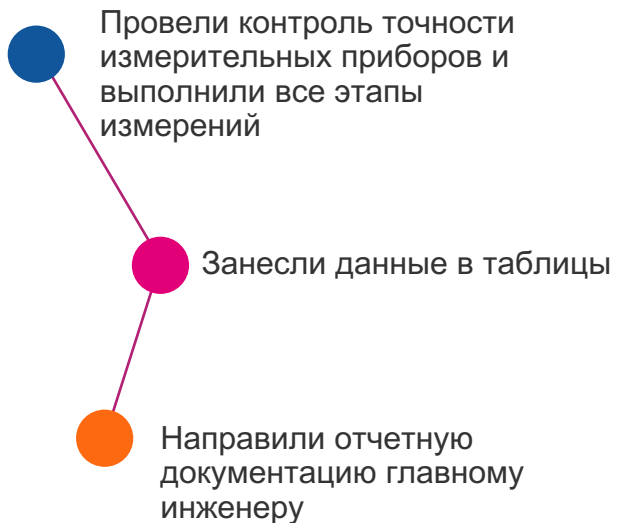 Провели контроль точности
измерительных приборов и
выполнили все этапы
измерений
Занесли данные в таблицы
Направили отчетную
документацию главному
инженеру